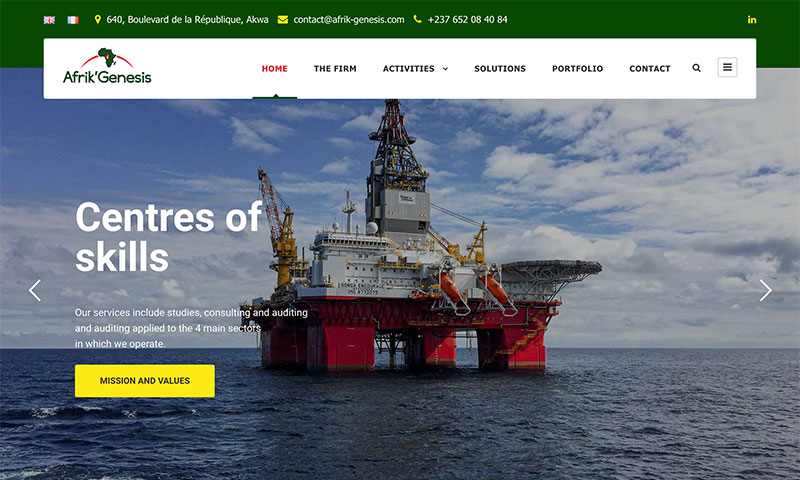 640, Boulevard de la République, Akwa contact@afrik-genesis.com +237 652 08 40 84 in
Afrik'Genesis
HOME THE FIRM ACTIVITIES SOLUTIONS PORTFOLIO CONTACT
Centres of
skills
SONGA ENDURANCE
Our services include studies, consulting and auditing
and auditing applied to the 4 main sectors
in which we operate.
MISSION AND VALUES